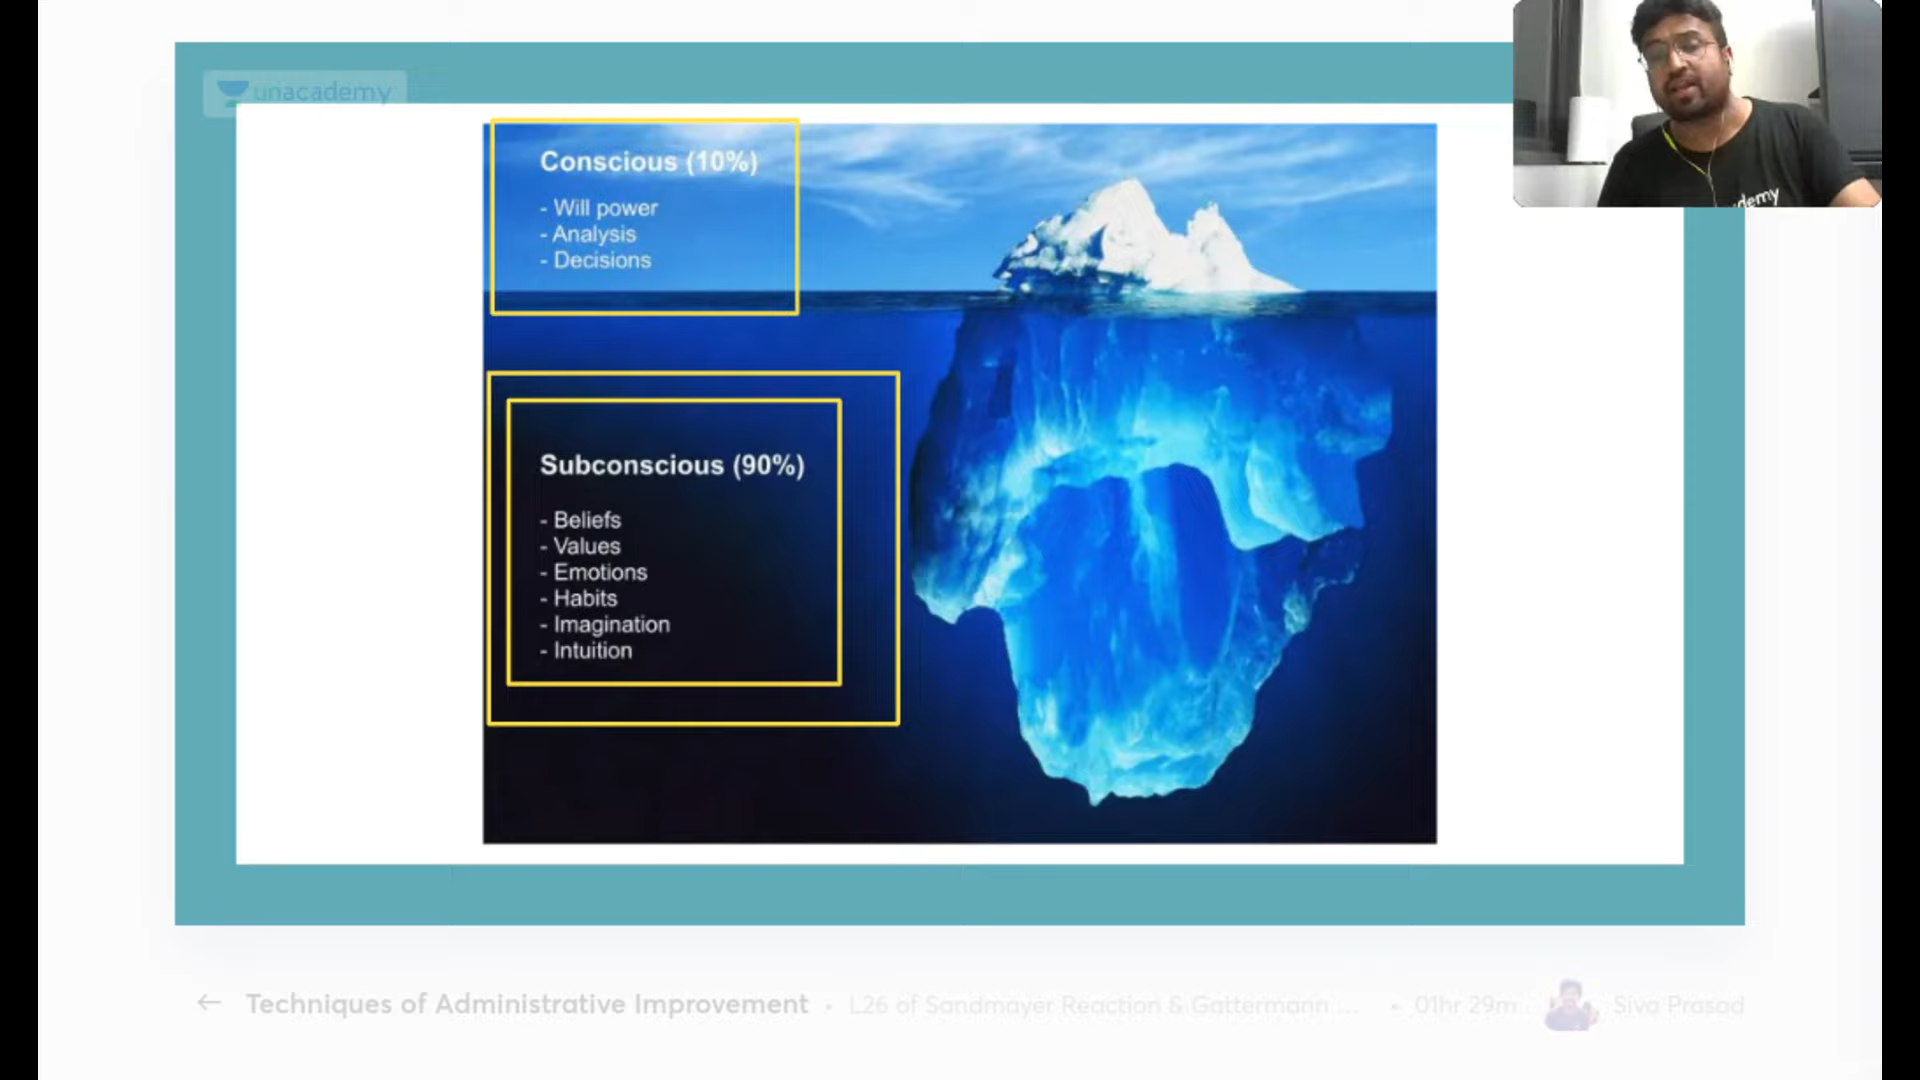 unacademy
Conscious (10%)
- Will power
- Analysis
- Decisions
Subconscious (90%)
- Beliefs
- Values
- Emotions
- Habits
- Imagination
- Intuition
demy
← Techniques of Administrative Improvement • L26 of Sandmayer Reaction & Gattermann ... • 01hr 29m Siva Prasad